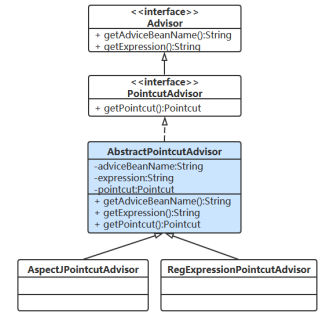 <<interface>>
Advisor
+ getAdviceBeanName():String
+ getExpression():String
<<interface>>
PointcutAdvisor
+ getPointcut():Pointcut
AbstractPointcutAdvisor
-adviceBeanName:String
-expression:String
-pointcut:Pointcut
+ getAdviceBeanName():String
+ getExpression():String
+ getPointcut():Pointcut
AspectJPointcutAdvisor
RegExpressionPointcutAdvisor